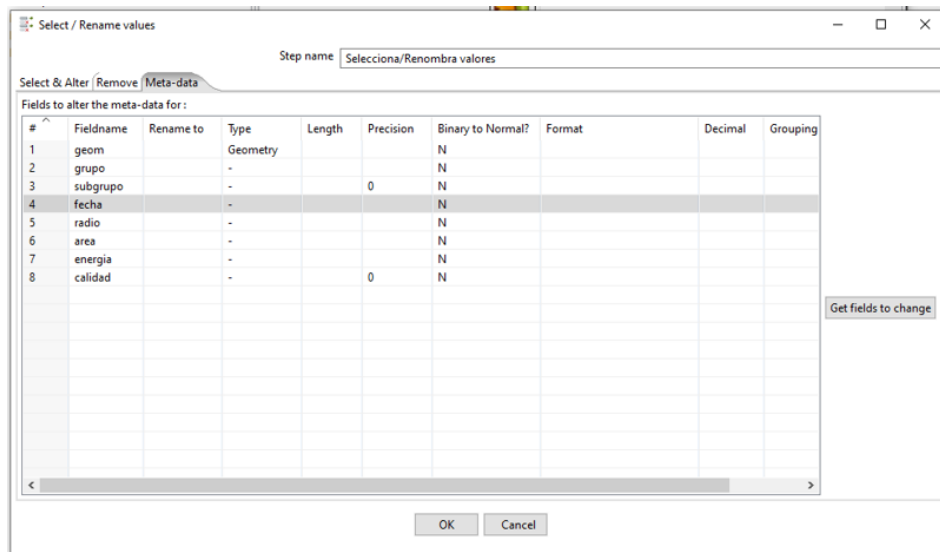 Select / Rename values
Step name Selecciona/Renombra valores
Select & Alter Remove Meta-data
Fields to alter the meta-data for :
# Fieldname Rename to Type Length Precision Binary to Normal? Format Decimal Grouping
1 geom Geometry N
2 grupo - N
3 subgrupo - 0 N
4 fecha - N
5 radio - N
6 area - N
7 energia - N
8 calidad - 0 N
Get fields to change
OK Cancel